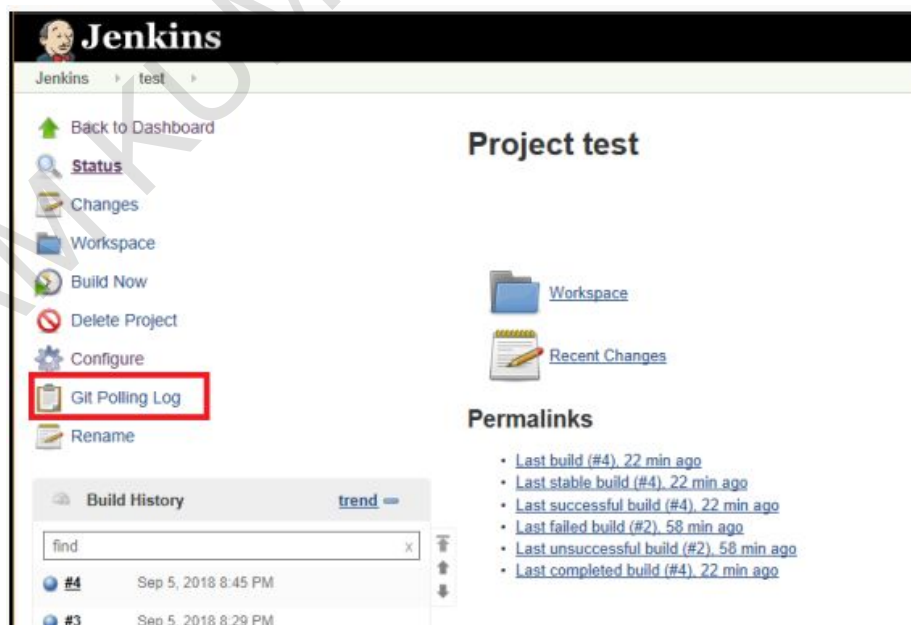 Jenkins
Jenkins test
Back to Dashboard
Status
Changes
Workspace
Build Now
Delete Project
Configure
Git Polling Log
Rename
Build History trend
find x
#4 Sep 5, 2018 8:45 PM
#3 Sep 5, 2018 8:29 PM
Project test
Workspace
Recent Changes
Permalinks
Last build (#4), 22 min ago
Last stable build (#4), 22 min ago
Last successful build (#4), 22 min ago
Last failed build (#2), 58 min ago
Last unsuccessful build (#2), 58 min ago
Last completed build (#4), 22 min ago